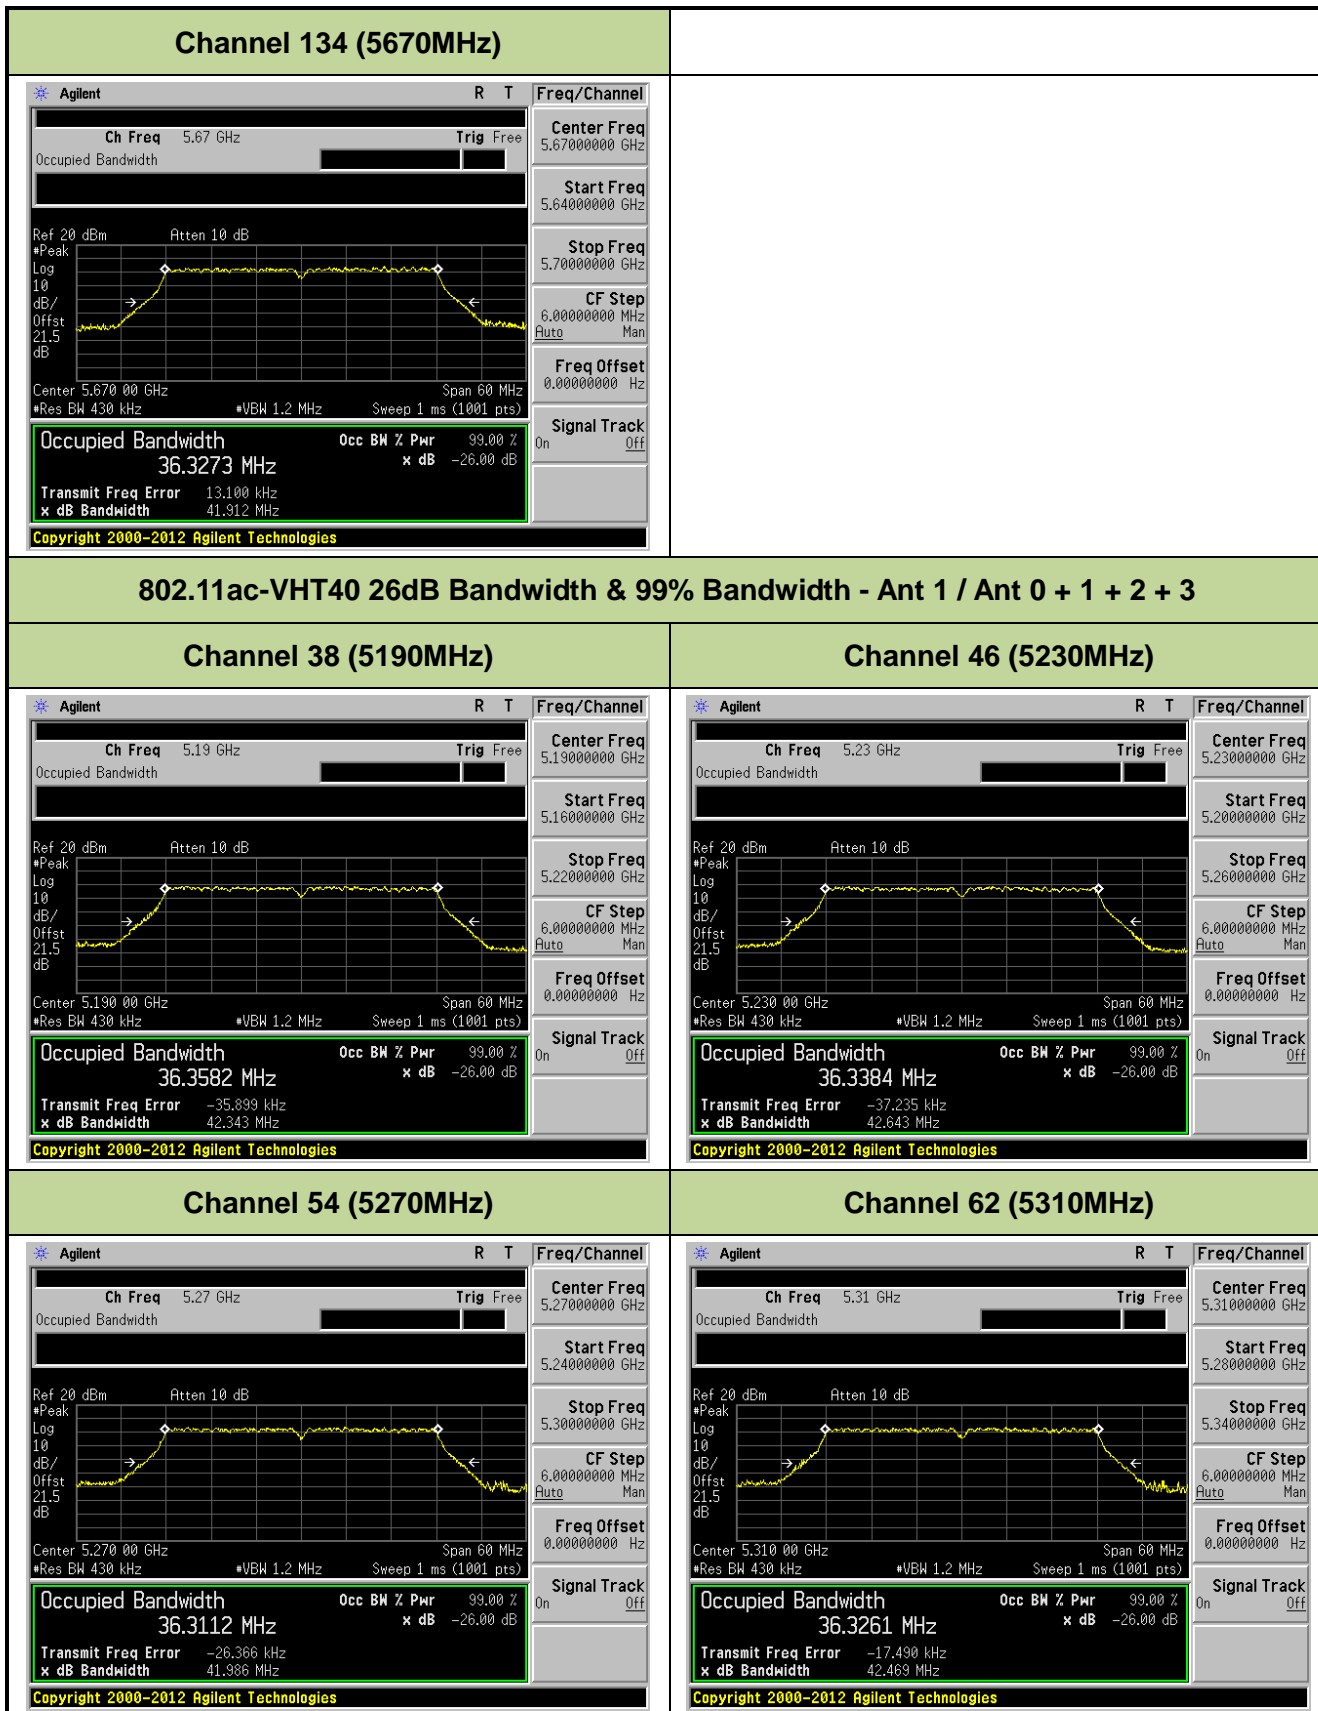 Channel 134 (5670MHz)
Agilent R T Freq/Channel
Ch Freq 5.67 GHz Trig Free
Occupied Bandwidth
Center Freq
5.67000000 GHz
Start Freq
5.64000000 GHz
Stop Freq
5.70000000 GHz
CF Step
6.00000000 MHz
Auto Man
Freq Offset
0.00000000 Hz
Signal Track
On Off
Ref 20 dBm Atten 10 dB
#Peak
Log
10
dB/
Offst
21.5
dB
Center 5.670 00 GHz Span 60 MHz
#Res BW 430 kHz #VBW 1.2 MHz Sweep 1 ms (1001 pts)
Occupied Bandwidth Occ BW % Pwr 99.00 %
36.3273 MHz x dB -26.00 dB
Transmit Freq Error 13.100 kHz
x dB Bandwidth 41.912 MHz
Copyright 2000-2012 Agilent Technologies
802.11ac-VHT40 26dB Bandwidth & 99% Bandwidth - Ant 1 / Ant 0 + 1 + 2 + 3
Channel 38 (5190MHz)
Agilent R T Freq/Channel
Ch Freq 5.19 GHz Trig Free
Occupied Bandwidth
Center Freq
5.19000000 GHz
Start Freq
5.16000000 GHz
Stop Freq
5.22000000 GHz
CF Step
6.00000000 MHz
Auto Man
Freq Offset
0.00000000 Hz
Signal Track
On Off
Ref 20 dBm Atten 10 dB
#Peak
Log
10
dB/
Offst
21.5
dB
Center 5.190 00 GHz Span 60 MHz
#Res BW 430 kHz #VBW 1.2 MHz Sweep 1 ms (1001 pts)
Occupied Bandwidth Occ BW % Pwr 99.00 %
36.3582 MHz x dB -26.00 dB
Transmit Freq Error -35.899 kHz
x dB Bandwidth 42.343 MHz
Copyright 2000-2012 Agilent Technologies
Channel 46 (5230MHz)
Agilent R T Freq/Channel
Ch Freq 5.23 GHz Trig Free
Occupied Bandwidth
Center Freq
5.23000000 GHz
Start Freq
5.20000000 GHz
Stop Freq
5.26000000 GHz
CF Step
6.00000000 MHz
Auto Man
Freq Offset
0.00000000 Hz
Signal Track
On Off
Ref 20 dBm Atten 10 dB
#Peak
Log
10
dB/
Offst
21.5
dB
Center 5.230 00 GHz Span 60 MHz
#Res BW 430 kHz #VBW 1.2 MHz Sweep 1 ms (1001 pts)
Occupied Bandwidth Occ BW % Pwr 99.00 %
36.3384 MHz x dB -26.00 dB
Transmit Freq Error -37.235 kHz
x dB Bandwidth 42.643 MHz
Copyright 2000-2012 Agilent Technologies
Channel 54 (5270MHz)
Agilent R T Freq/Channel
Ch Freq 5.27 GHz Trig Free
Occupied Bandwidth
Center Freq
5.27000000 GHz
Start Freq
5.24000000 GHz
Stop Freq
5.30000000 GHz
CF Step
6.00000000 MHz
Auto Man
Freq Offset
0.00000000 Hz
Signal Track
On Off
Ref 20 dBm Atten 10 dB
#Peak
Log
10
dB/
Offst
21.5
dB
Center 5.270 00 GHz Span 60 MHz
#Res BW 430 kHz #VBW 1.2 MHz Sweep 1 ms (1001 pts)
Occupied Bandwidth Occ BW % Pwr 99.00 %
36.3112 MHz x dB -26.00 dB
Transmit Freq Error -26.366 kHz
x dB Bandwidth 41.986 MHz
Copyright 2000-2012 Agilent Technologies
Channel 62 (5310MHz)
Agilent R T Freq/Channel
Ch Freq 5.31 GHz Trig Free
Occupied Bandwidth
Center Freq
5.31000000 GHz
Start Freq
5.28000000 GHz
Stop Freq
5.34000000 GHz
CF Step
6.00000000 MHz
Auto Man
Freq Offset
0.00000000 Hz
Signal Track
On Off
Ref 20 dBm Atten 10 dB
#Peak
Log
10
dB/
Offst
21.5
dB
Center 5.310 00 GHz Span 60 MHz
#Res BW 430 kHz #VBW 1.2 MHz Sweep 1 ms (1001 pts)
Occupied Bandwidth Occ BW % Pwr 99.00 %
36.3261 MHz x dB -26.00 dB
Transmit Freq Error -17.490 kHz
x dB Bandwidth 42.469 MHz
Copyright 2000-2012 Agilent Technologies